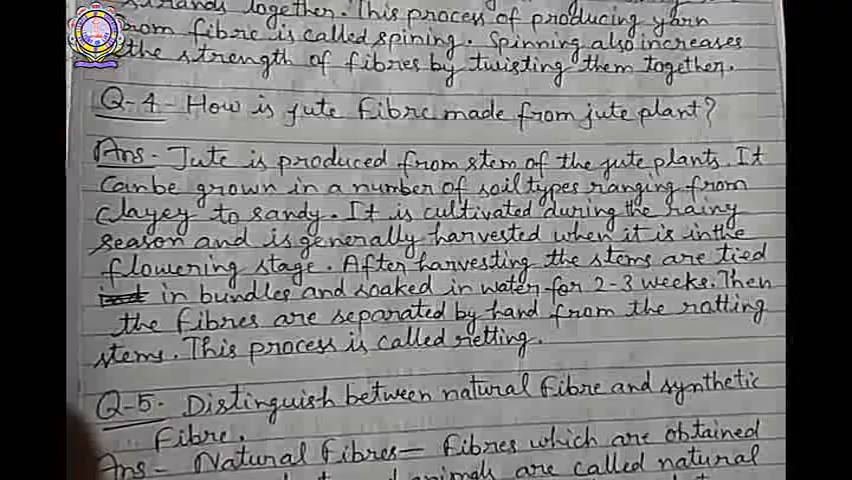 together. This process of producing yarn
from fibre is called spining. Spinning also increases
the strength of fibres by twisting them together.
Q-4- How is jute fibre made from jute plant?
Ans- Jute is produced from stem of the jute plants. It
canbe grown in a number of soil types ranging from
clayey to sandy. It is cultivated during the rainy
season and is generally harvested when it is inthe
flowering stage. After harvesting the stems are tied
in bundles and soaked in water for 2-3 weeks. Then
the fibres are separated by hand from the rotting
stems. This process is called retting.
Q-5. Distinguish between natural fibre and synthetic
Fibre.
Ans- Natural fibres— fibres which are obtained
animals are called natural